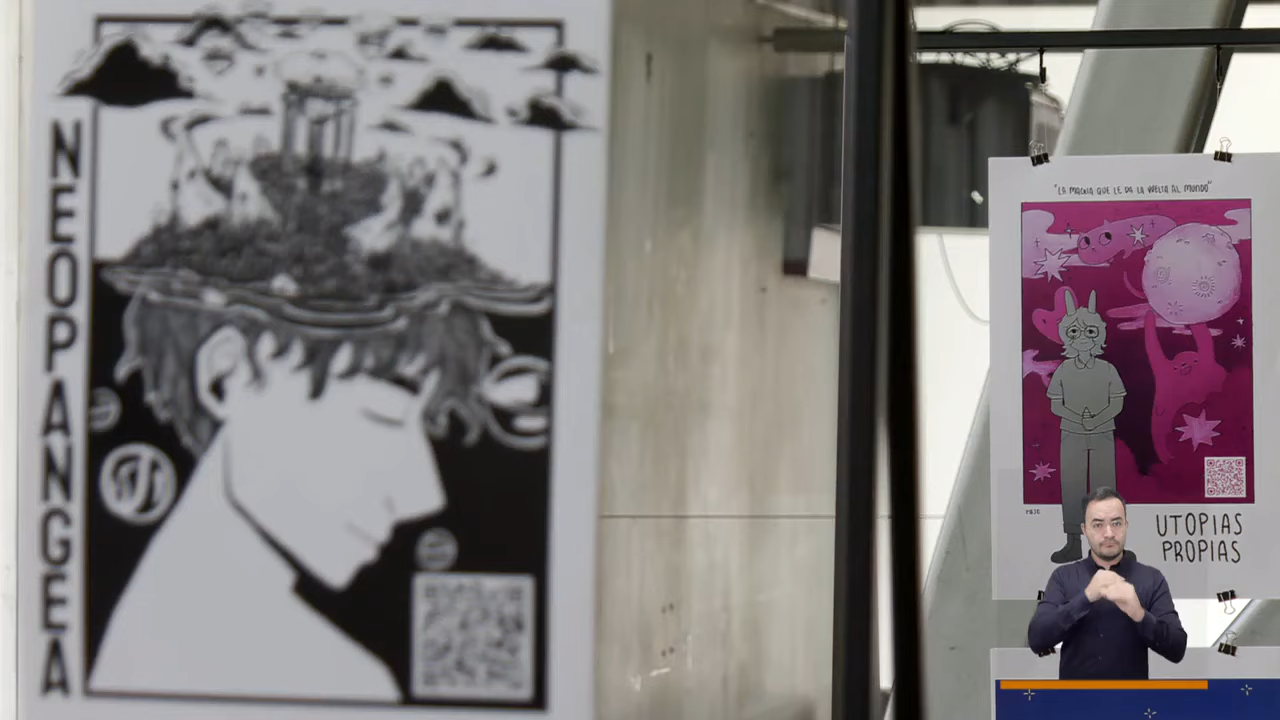 NEOPANGEA
"LA MAGIA QUE LE DA LA VUELTA AL MUNDO"
UTOPIAS
PROPIAS